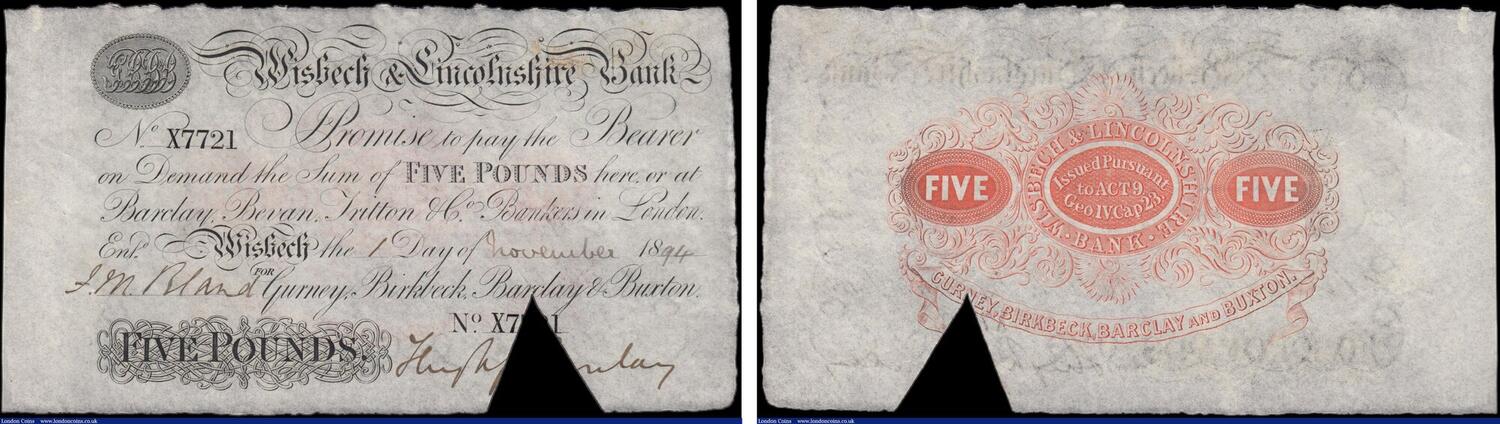 Wisbech & Lincolnshire Bank
No. X7721 I Promise to pay the Bearer
on Demand the Sum of FIVE POUNDS here, or at
Barclay, Bevan, Tritton & Co. Bankers in London.
Entd. Wisbech the 1 Day of November 1894
FOR
J. M. Bland Gurney, Birkbeck, Barclay & Buxton.
No X7 1
FIVE POUNDS.
London Coins www.londoncoins.co.uk
WISBECH & LINCOLNSHIRE
FIVE
Issued Pursuant
to ACT 9.
Geo IV Cap 23.
FIVE
· BANK ·
GURNEY, BIRKBECK, BARCLAY AND BUXTON.
London Coins www.londoncoins.co.uk